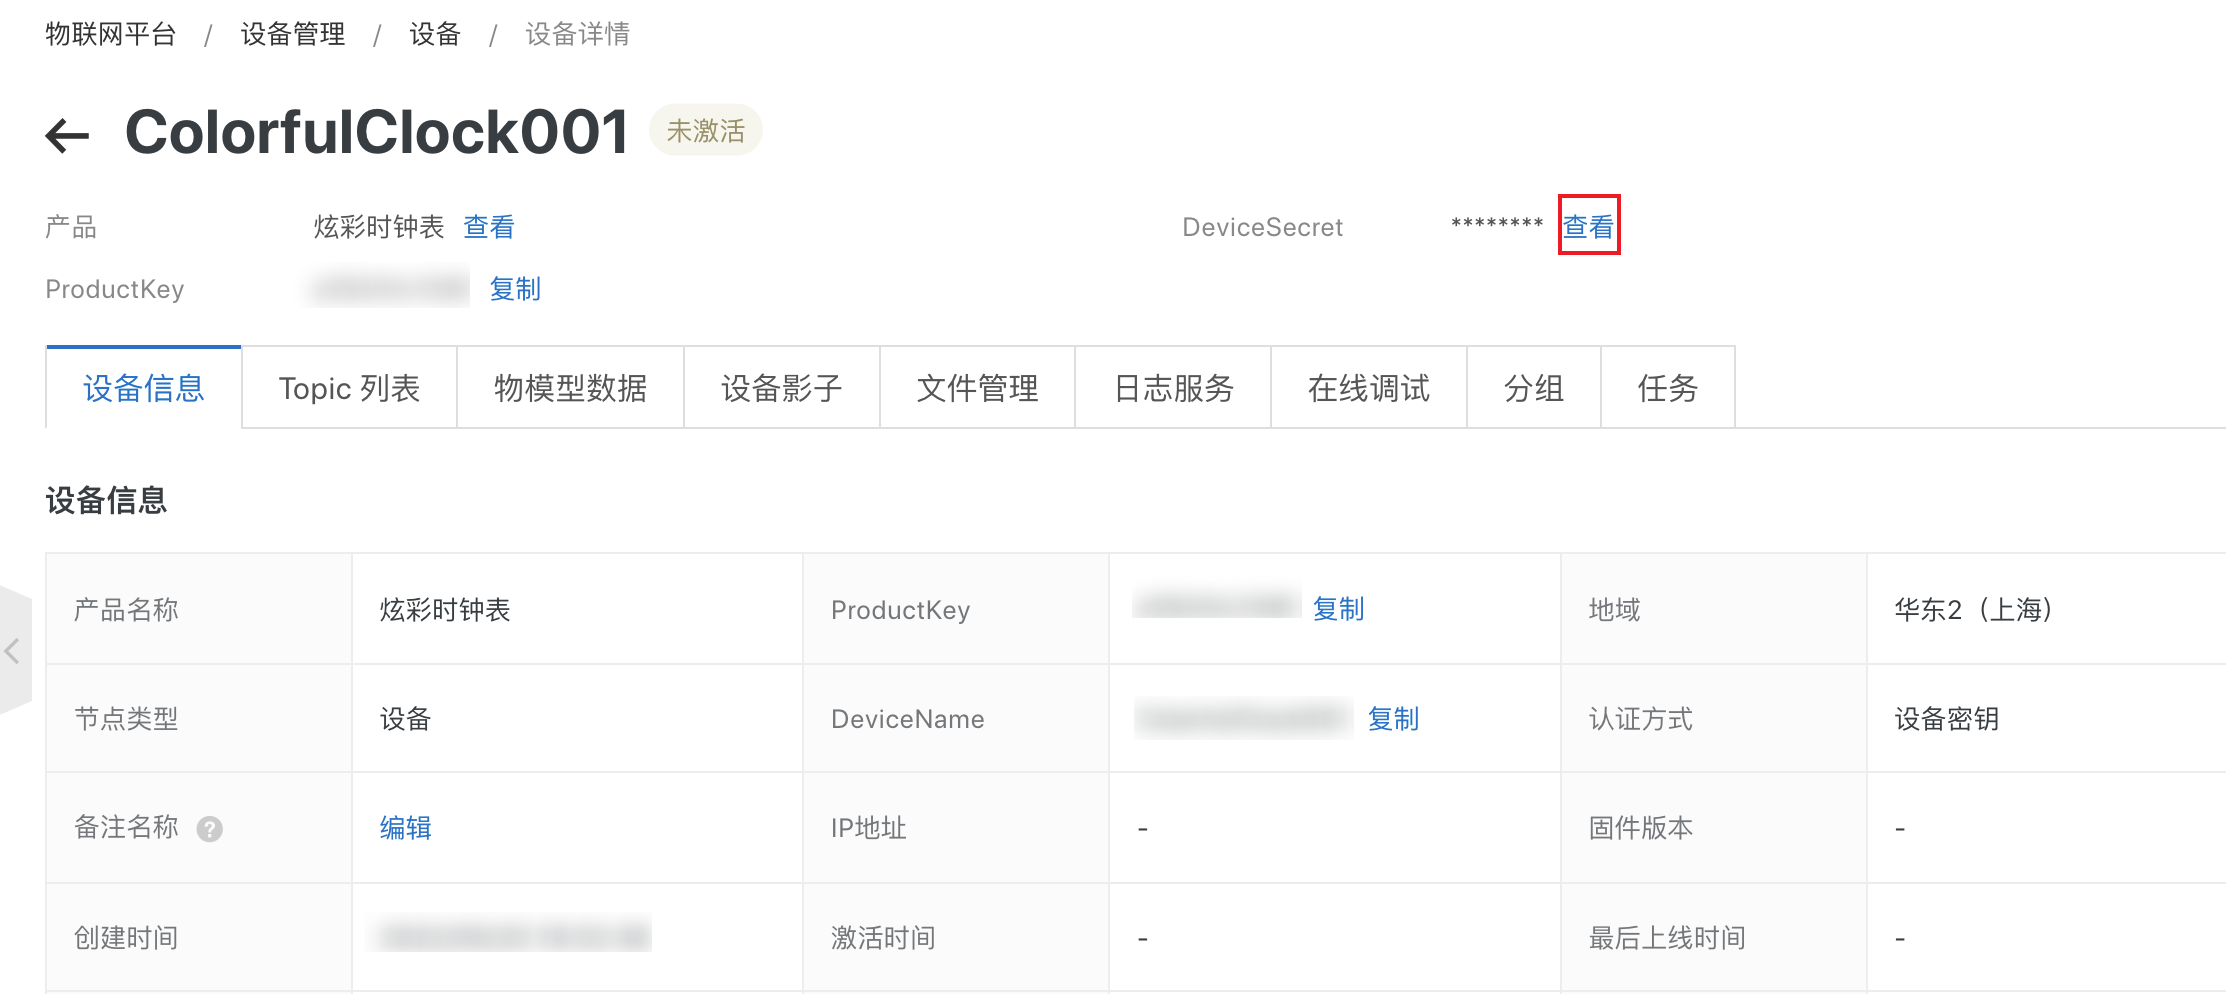 物联网平台 / 设备管理 / 设备 / 设备详情
ColorfulClock001 未激活
产品 炫彩时钟表 查看 DeviceSecret ******** 查看
ProductKey 复制
设备信息 Topic 列表 物模型数据 设备影子 文件管理 日志服务 在线调试 分组 任务
设备信息
产品名称 炫彩时钟表 ProductKey 复制 地域 华东2（上海）
节点类型 设备 DeviceName 复制 认证方式 设备密钥
备注名称 ? 编辑 IP地址 - 固件版本 -
创建时间 激活时间 - 最后上线时间 -